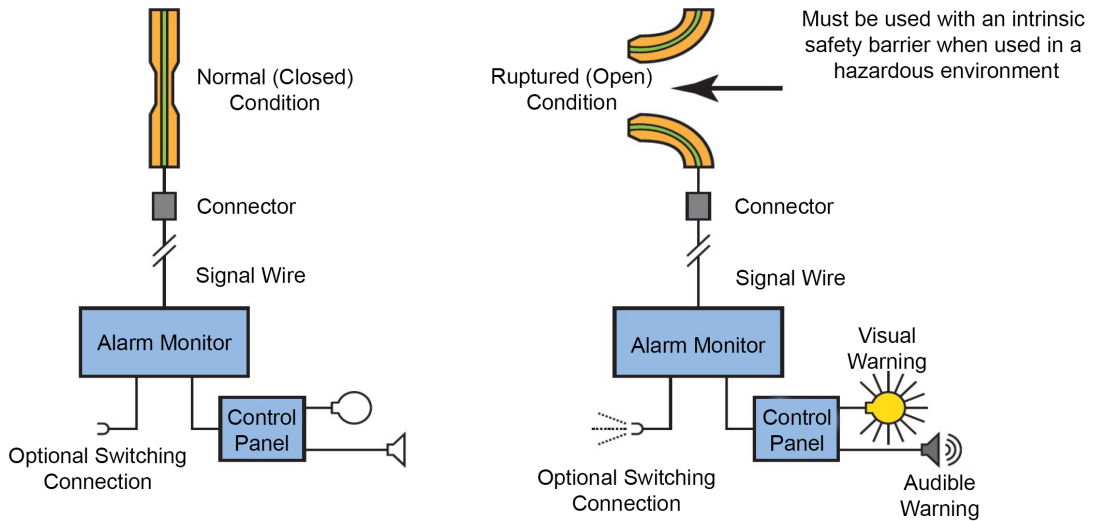 Normal (Closed)
Condition
Connector
Signal Wire
Alarm Monitor
Control
Panel
Optional Switching
Connection
Must be used with an intrinsic
safety barrier when used in a
hazardous environment
Ruptured (Open)
Condition
Connector
Signal Wire
Alarm Monitor
Visual
Warning
Control
Panel
Optional Switching
Connection
Audible
Warning